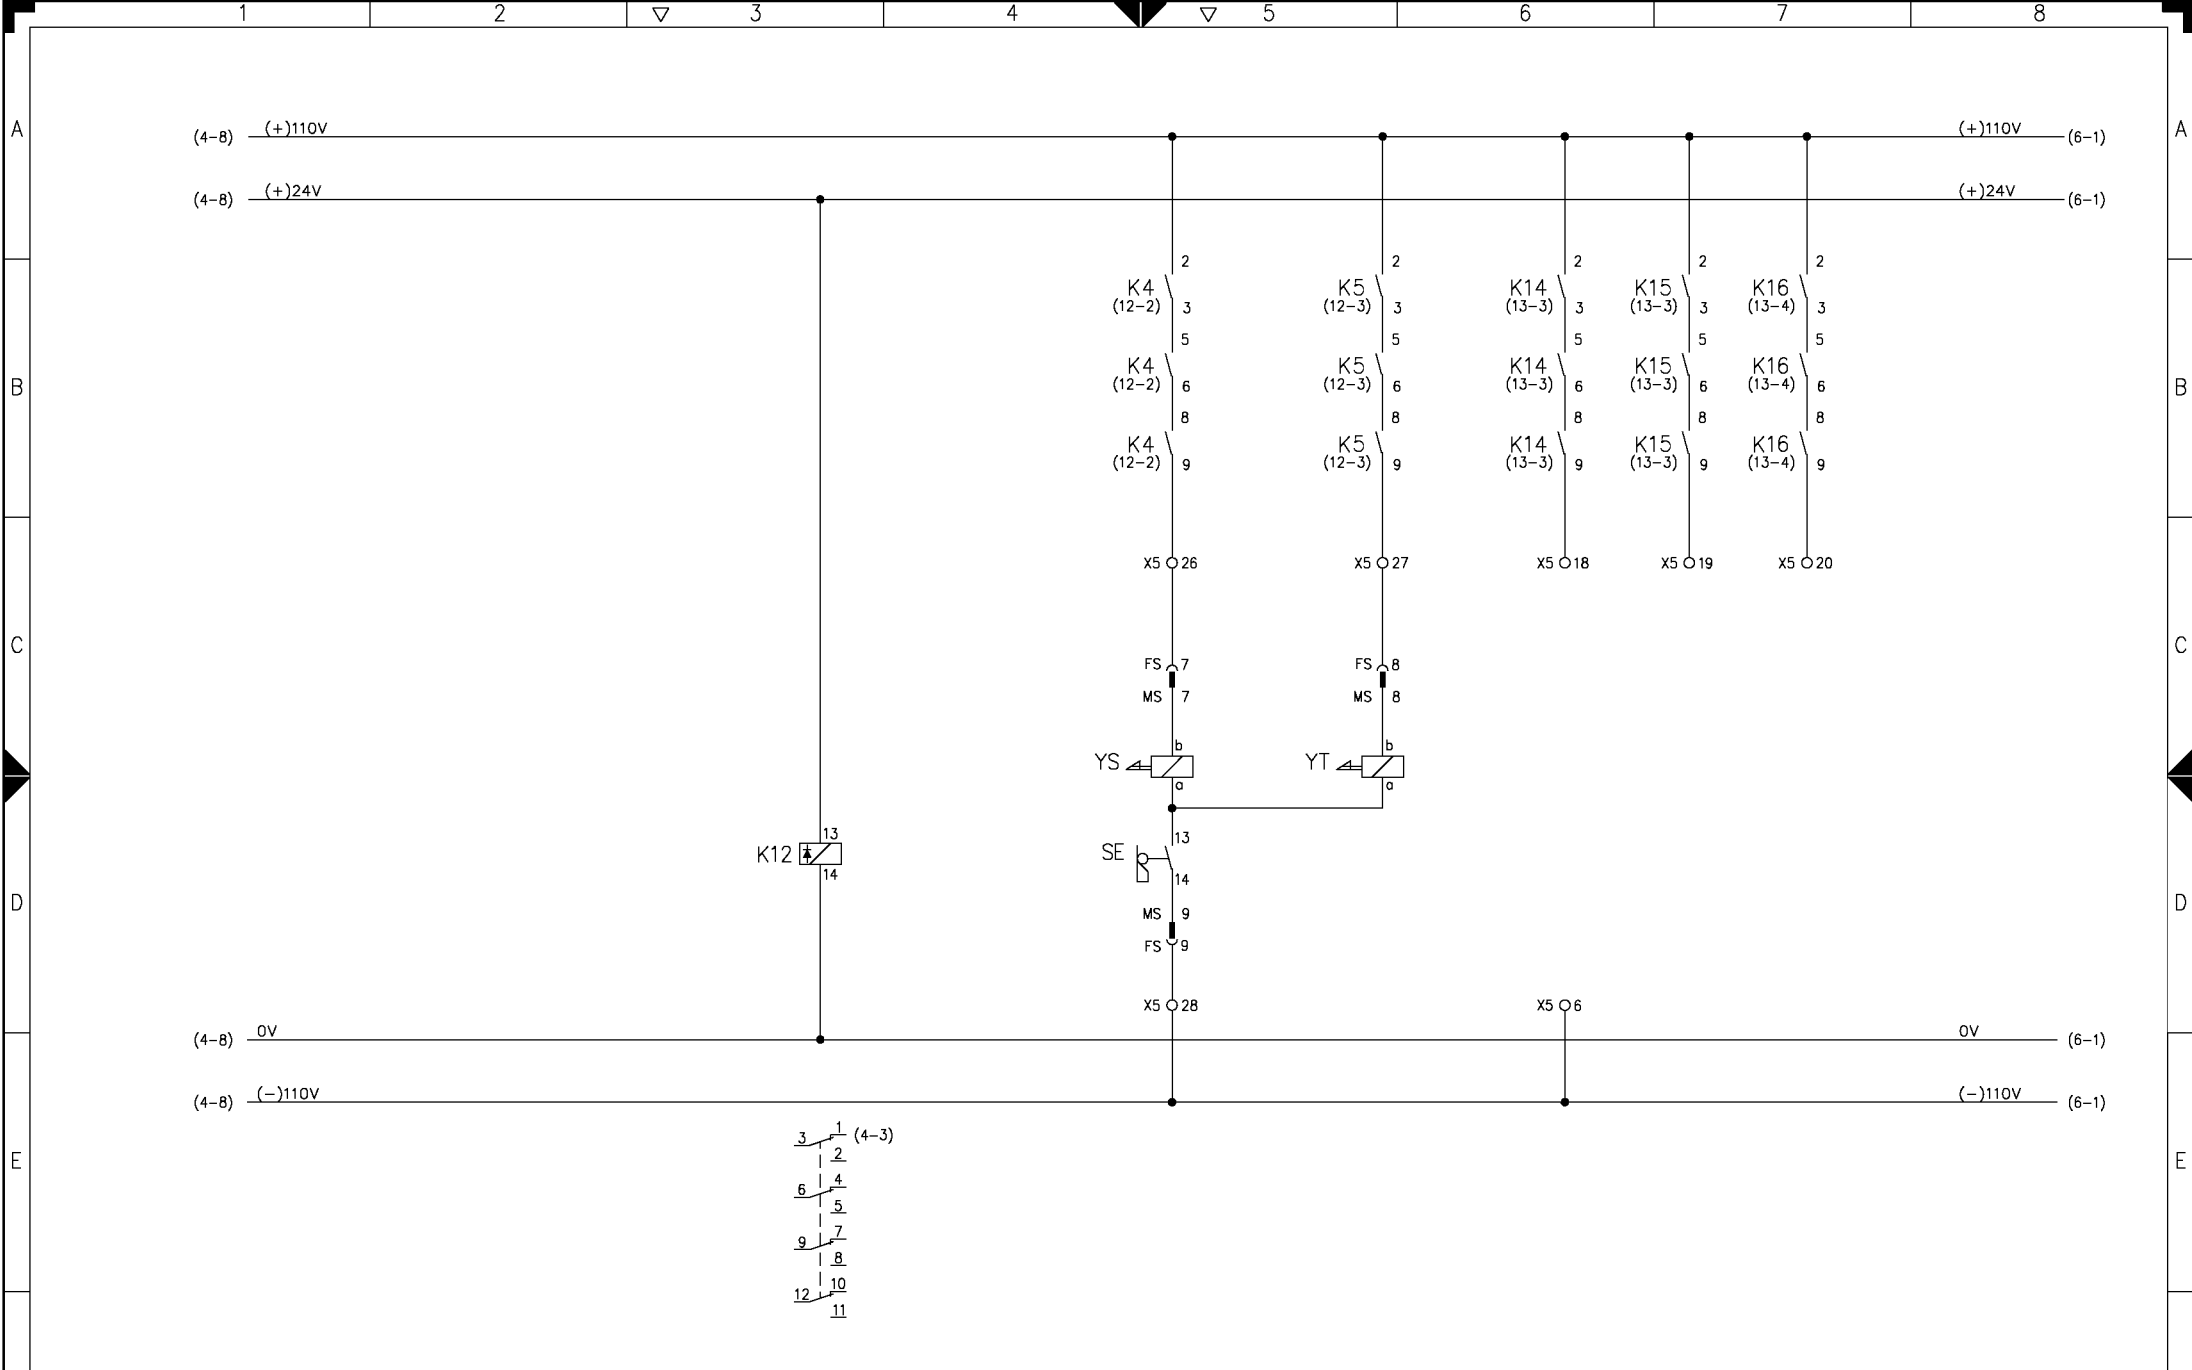 1 2 3 4 5 6 7 8
A (4-8) (+)110V (+)110V (6-1) A
(4-8) (+)24V (+)24V (6-1)
2 2 2 2 2
K4 K5 K14 K15 K16
(12-2) 3 (12-3) 3 (13-3) 3 (13-3) 3 (13-4) 3
5 5 5 5 5
K4 K5 K14 K15 K16
B (12-2) 6 (12-3) 6 (13-3) 6 (13-3) 6 (13-4) 6 B
8 8 8 8 8
K4 K5 K14 K15 K16
(12-2) 9 (12-3) 9 (13-3) 9 (13-3) 9 (13-4) 9
X5 26 X5 27 X5 18 X5 19 X5 20
C C
FS 7 FS 8
MS 7 MS 8
b b
YS YT
a a
13 13
K12 SE
14 14
D MS 9 D
FS 9
X5 28 X5 6
(4-8) 0V 0V (6-1)
(4-8) (-)110V (-)110V (6-1)
3 1 (4-3)
2
E E
6 4
5
9 7
8
12 10
11